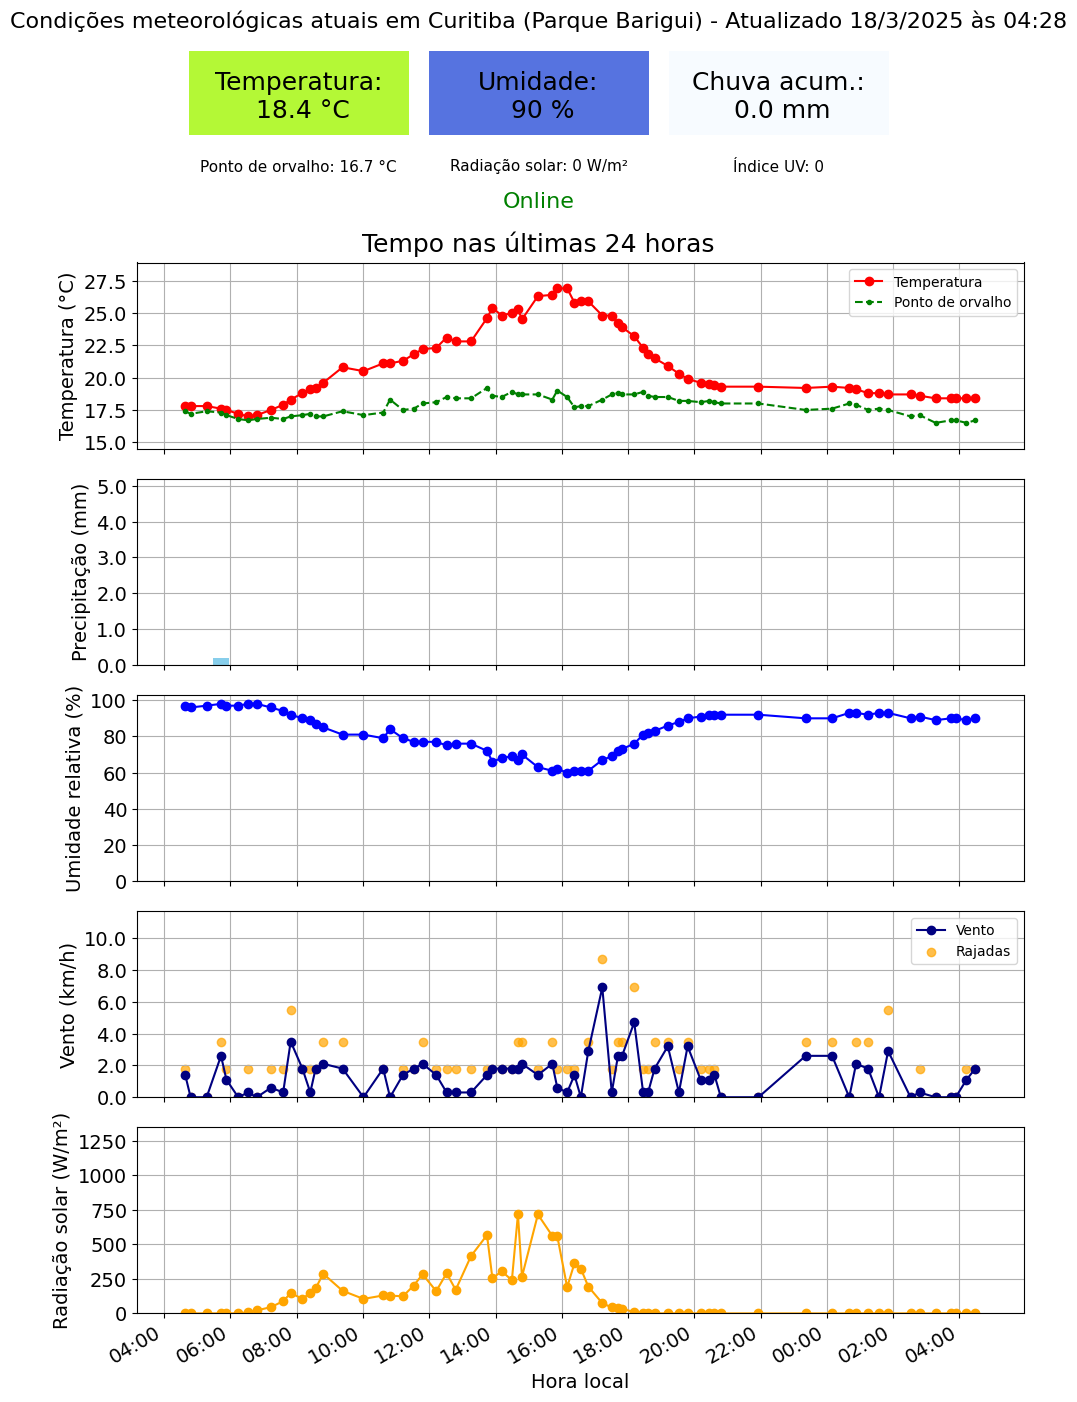 Condições meteorológicas atuais em Curitiba (Parque Barigui) - Atualizado 18/3/2025 às 04:28
Temperatura:
18.4 °C
Umidade:
90 %
Chuva acum.:
0.0 mm
Ponto de orvalho: 16.7 °C
Radiação solar: 0 W/m²
Índice UV: 0
Online
Tempo nas últimas 24 horas
Temperatura (°C)
27.5
25.0
22.5
20.0
17.5
15.0
Temperatura
Ponto de orvalho
Precipitação (mm)
5.0
4.0
3.0
2.0
1.0
0.0
Umidade relativa (%)
100
80
60
40
20
0
Vento (km/h)
10.0
8.0
6.0
4.0
2.0
0.0
Vento
Rajadas
Radiação solar (W/m²)
1250
1000
750
500
250
0
04:00
06:00
08:00
10:00
12:00
14:00
16:00
18:00
20:00
22:00
00:00
02:00
04:00
Hora local